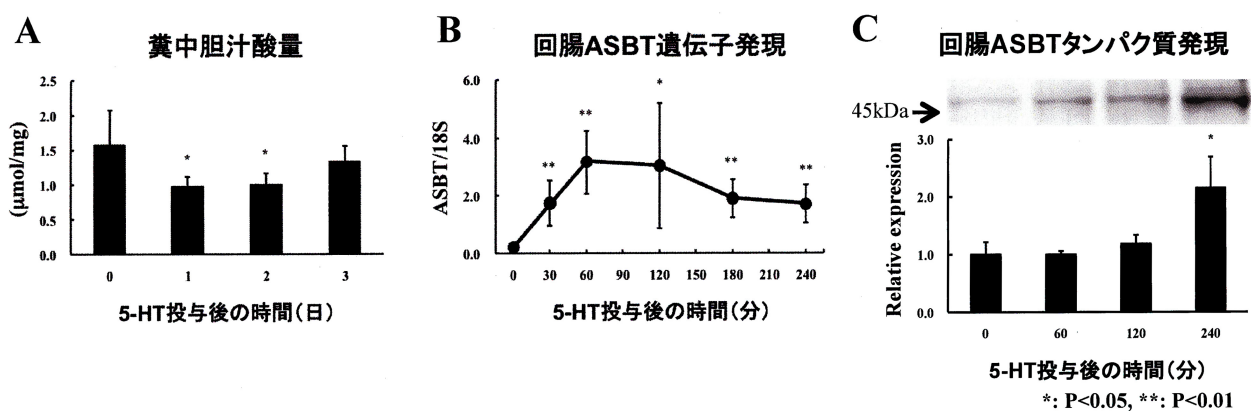 A
糞中胆汁酸量
2.5
2.0
1.5
1.0
0.5
0.0
(μmol/mg)
*
*
0 1 2 3
5-HT投与後の時間(日)
B
回腸ASBT遺伝子発現
6.0
4.0
2.0
0.0
ASBT/18S
**
**
*
**
**
0 30 60 90 120 150 180 210 240
5-HT投与後の時間(分)
C
回腸ASBTタンパク質発現
45kDa
3.0
2.0
1.0
0.0
Relative expression
*
0 60 120 240
5-HT投与後の時間(分)
*: P<0.05, **: P<0.01